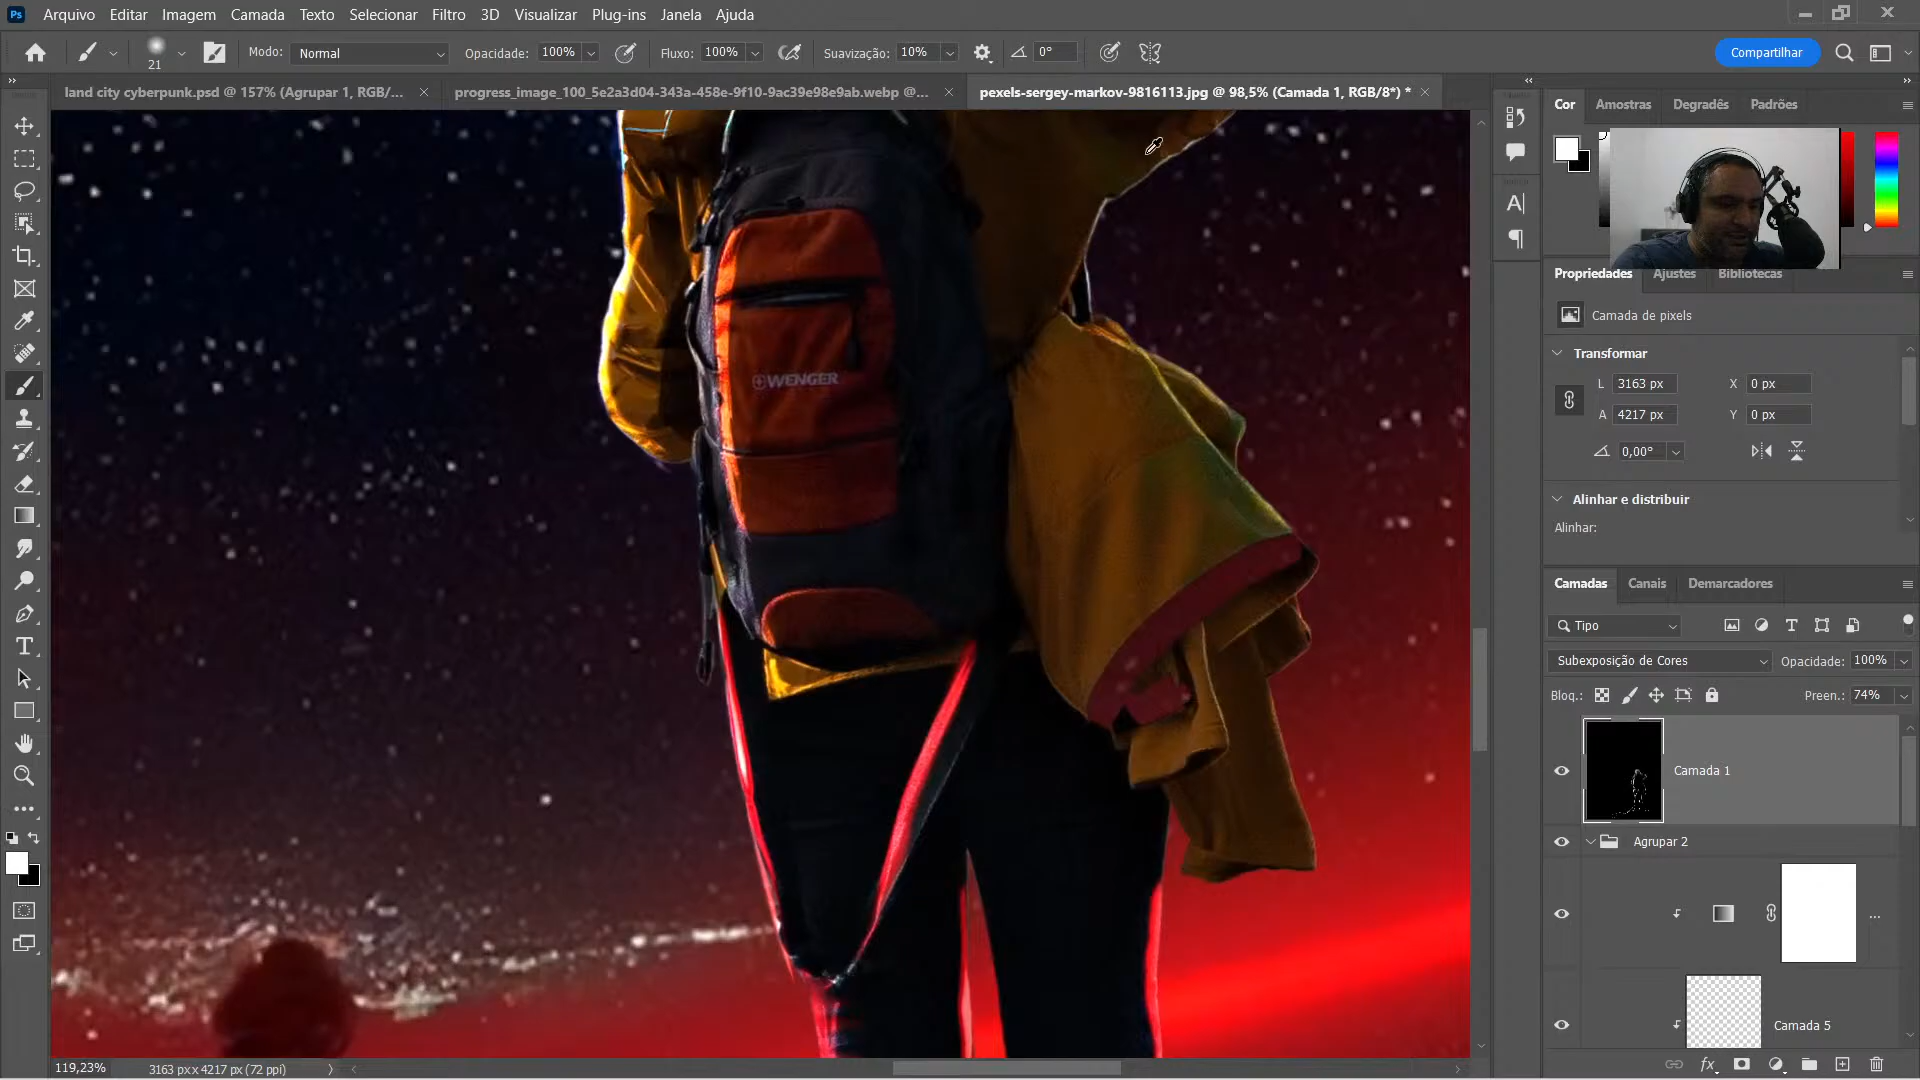 Ps Arquivo Editar Imagem Camada Texto Selecionar Filtro 3D Visualizar Plug-ins Janela Ajuda
21 Modo: Normal Opacidade: 100% Fluxo: 100% Suavização: 10% 0° Compartilhar
land city cyberpunk.psd @ 157% (Agrupar 1, RGB/... progress_image_100_5e2a3d04-343a-458e-9f10-9ac39e98e9ab.webp @... pexels-sergey-markov-9816113.jpg @ 98,5% (Camada 1, RGB/8*) *
Cor Amostras Degradês Padrões
Propriedades Ajustes Bibliotecas
Camada de pixels
Transformar
L 3163 px X 0 px
A 4217 px Y 0 px
0,00°
Alinhar e distribuir
Alinhar:
WENGER
Camadas Canais Demarcadores
Tipo
Subexposição de Cores Opacidade: 100%
Bloq.: Preen.: 74%
Camada 1
Agrupar 2
...
Camada 5
119,23% 3163 px x 4217 px (72 ppi)